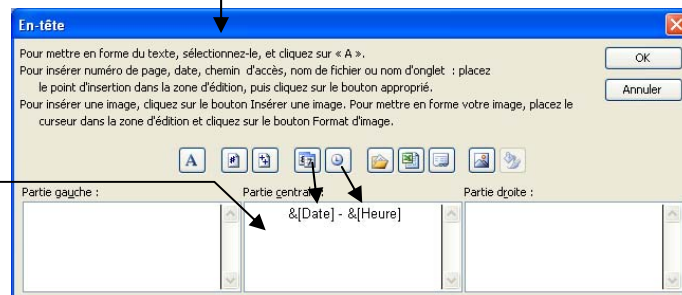 En-tête
Pour mettre en forme du texte, sélectionnez-le, et cliquez sur « A ».
Pour insérer numéro de page, date, chemin d'accès, nom de fichier ou nom d'onglet : placez
le point d'insertion dans la zone d'édition, puis cliquez sur le bouton approprié.
Pour insérer une image, cliquez sur le bouton Insérer une image. Pour mettre en forme votre image, placez le
curseur dans la zone d'édition et cliquez sur le bouton Format d'image.
OK
Annuler
A
Partie gauche : Partie centrale : Partie droite :
&[Date] - &[Heure]